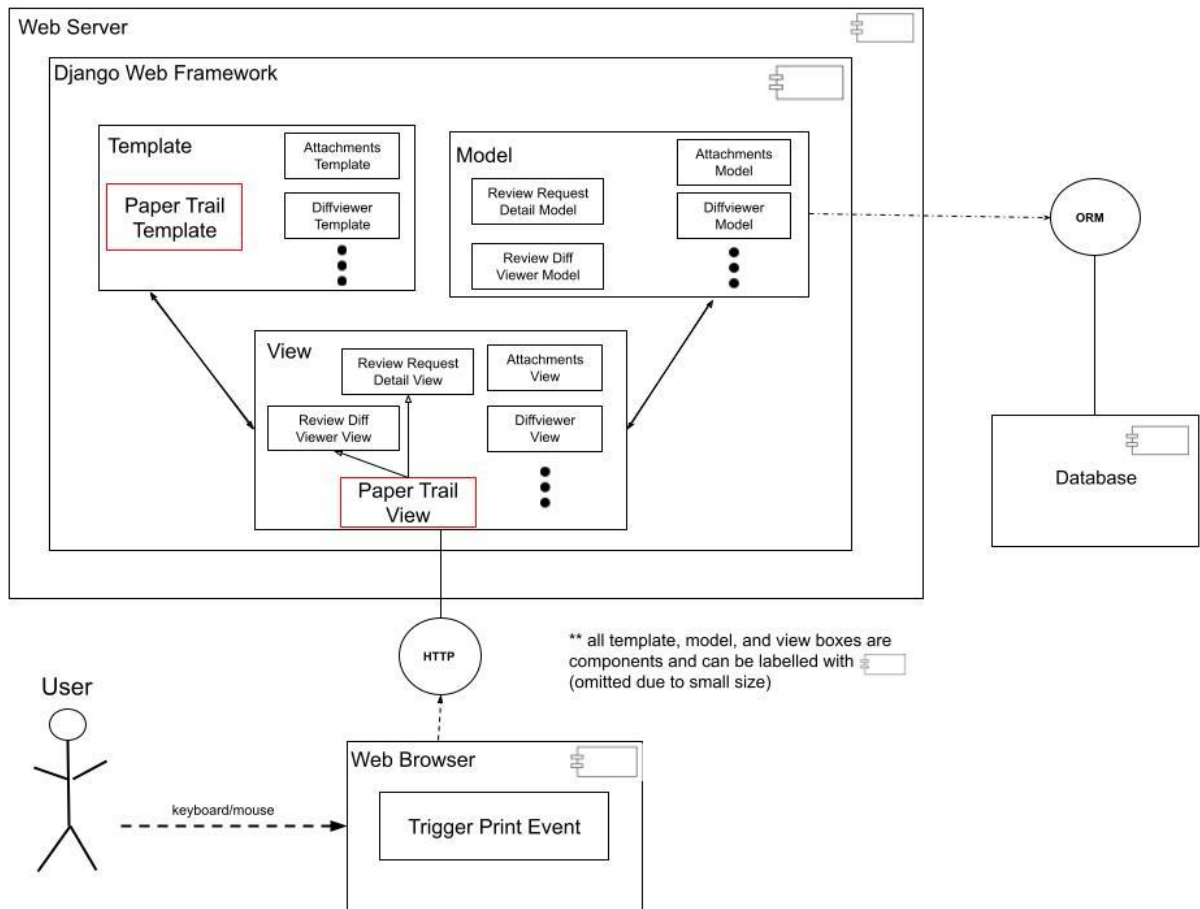 Web Server
Django Web Framework
Template
Attachments
Template
Paper Trail
Template
Diffviewer
Template
Model
Attachments
Model
Review Request
Detail Model
Diffviewer
Model
Review Diff
Viewer Model
ORM
View
Review Request
Detail View
Attachments
View
Review Diff
Viewer View
Diffviewer
View
Paper Trail
View
Database
HTTP
** all template, model, and view boxes are
components and can be labelled with
(omitted due to small size)
User
keyboard/mouse
Web Browser
Trigger Print Event